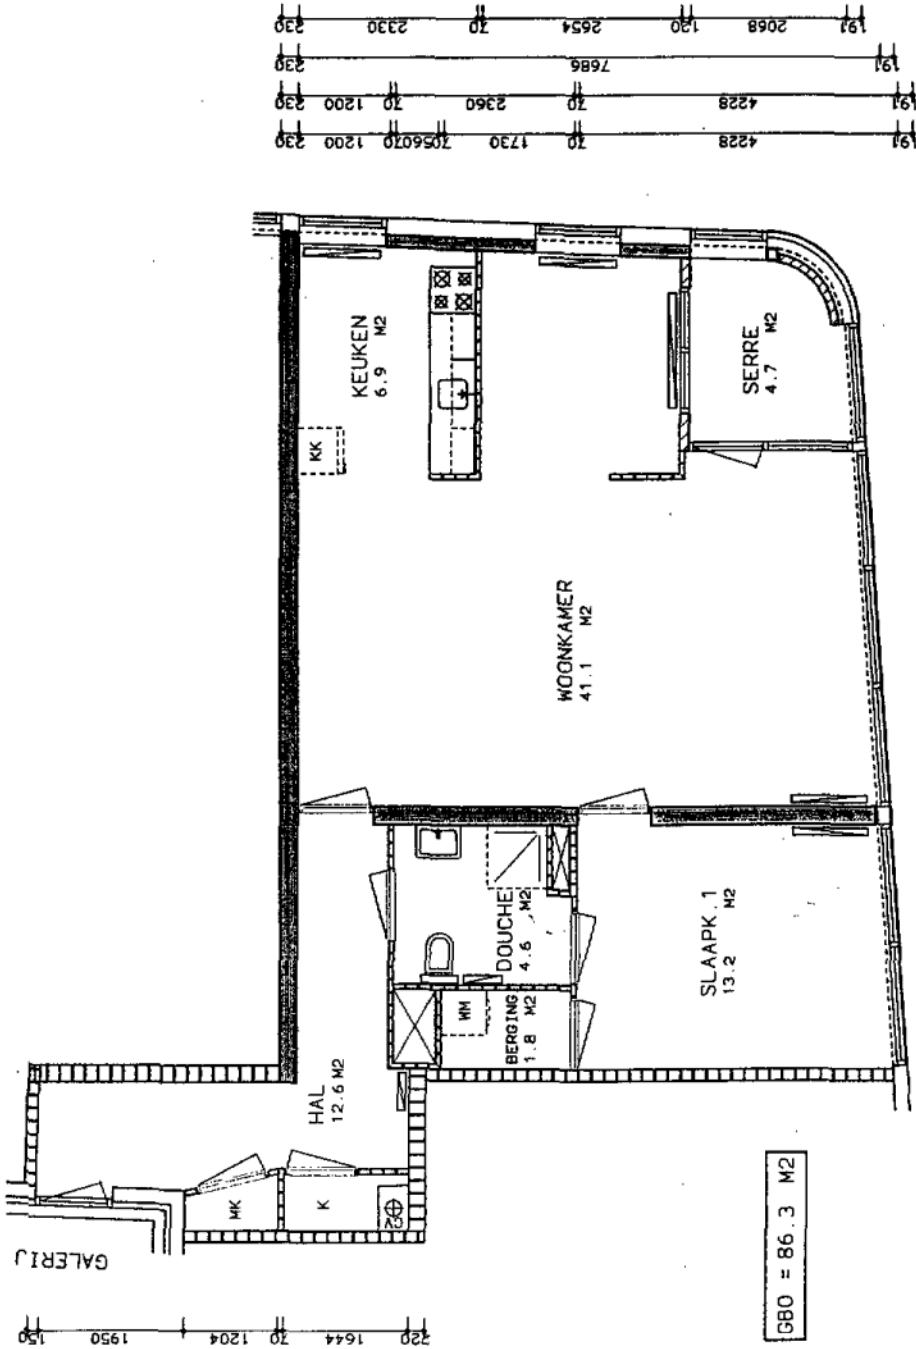 230 2330 70 2654 120 2068 191
230 7686 191
230 1200 70 2360 70 4228 191
230 1200 70 560 70 1730 70 4228 191
KEUKEN
6.9 M2
KK
SERRE
4.7 M2
WOONKAMER
41.1 M2
DOUCHE
4.6 M2
SLAAPK.1
13.2 M2
WM
BERGING
1.8 M2
HAL
12.6 M2
MK
K
CV
GALERIJ
GBO = 86.3 M2
150 1950 1204 70 1644 220